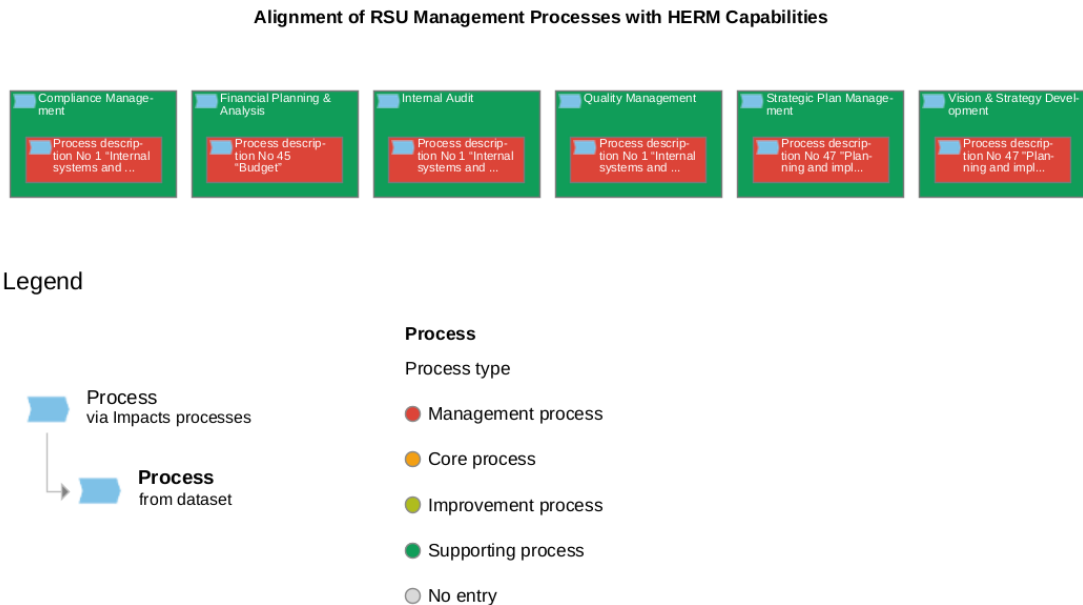 Alignment of RSU Management Processes with HERM Capabilities
Compliance Manage-
ment
Process descrip-
tion No 1 "Internal
systems and ...
Financial Planning &
Analysis
Process descrip-
tion No 45
"Budget"
Internal Audit
Process descrip-
tion No 1 "Internal
systems and ...
Quality Management
Process descrip-
tion No 1 "Internal
systems and ...
Strategic Plan Manage-
ment
Process descrip-
tion No 47 "Plan-
ning and impl...
Vision & Strategy Devel-
opment
Process descrip-
tion No 47 "Plan-
ning and impl...
Legend
Process
via Impacts processes
Process
from dataset
Process
Process type
Management process
Core process
Improvement process
Supporting process
No entry